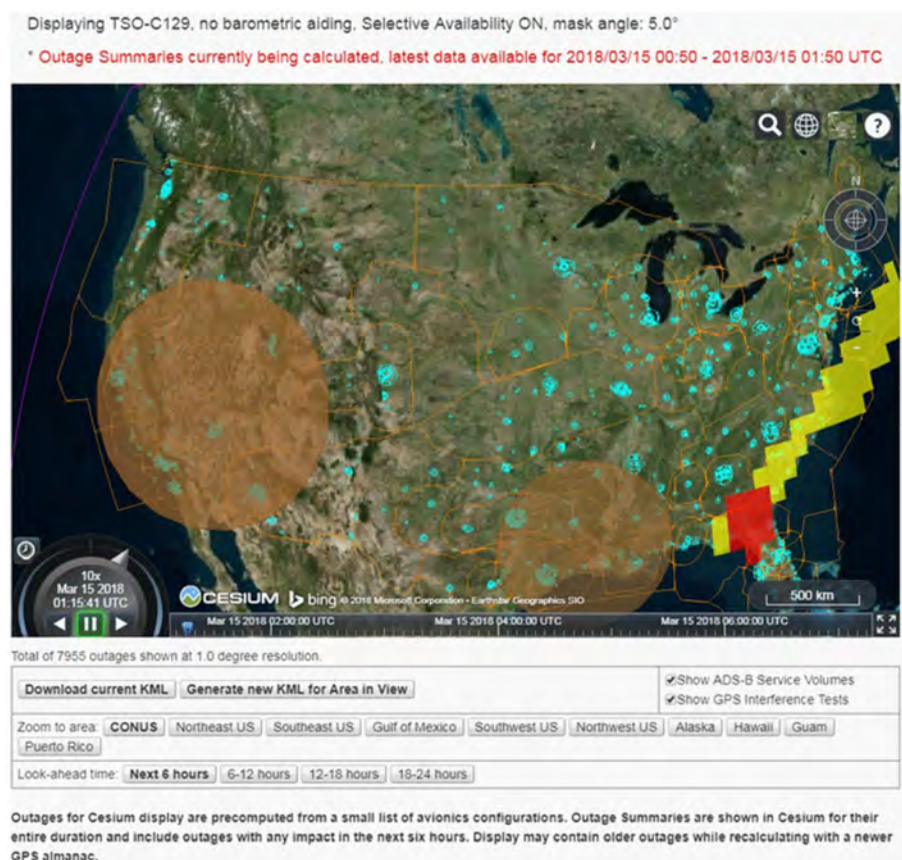 Displaying TSO-C129, no barometric aiding, Selective Availability ON, mask angle: 5.0°
* Outage Summaries currently being calculated, latest data available for 2018/03/15 00:50 - 2018/03/15 01:50 UTC
?
N
+
-
10x
Mar 15 2018
01:15:41 UTC
CESIUM bing © 2018 Microsoft Corporation • Earthstar Geographics SIO
500 km
Mar 15 2018 02:00:00 UTC Mar 15 2018 04:00:00 UTC Mar 15 2018 06:00:00 UTC
Total of 7955 outages shown at 1.0 degree resolution.
Download current KML Generate new KML for Area in View
Show ADS-B Service Volumes
Show GPS Interference Tests
Zoom to area: CONUS Northeast US Southeast US Gulf of Mexico Southwest US Northwest US Alaska Hawaii Guam
Puerto Rico
Look-ahead time: Next 6 hours 6-12 hours 12-18 hours 18-24 hours
Outages for Cesium display are precomputed from a small list of avionics configurations. Outage Summaries are shown in Cesium for their
entire duration and include outages with any impact in the next six hours. Display may contain older outages while recalculating with a newer
GPS almanac.